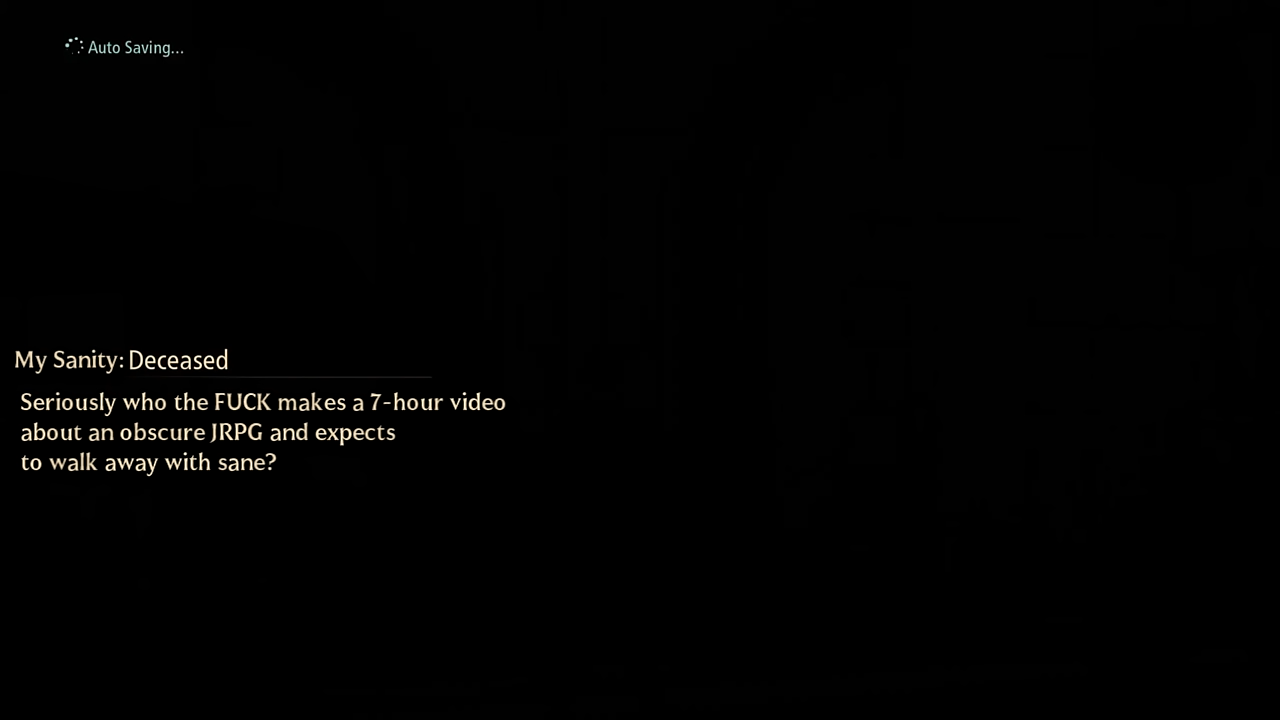 Auto Saving...
My Sanity: Deceased
Seriously who the FUCK makes a 7-hour video
about an obscure JRPG and expects
to walk away with sane?